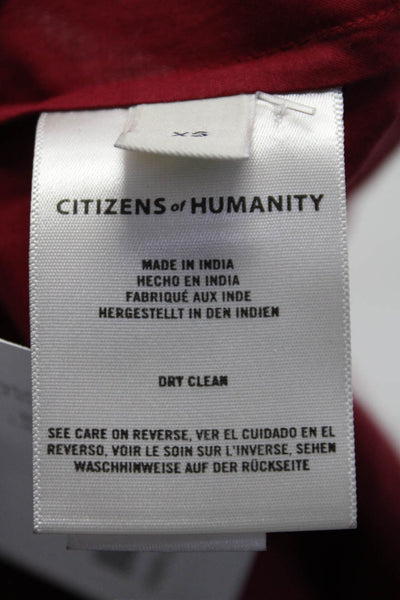 XS
CITIZENS of HUMANITY
MADE IN INDIA
HECHO EN INDIA
FABRIQUÉ AUX INDE
HERGESTELLT IN DEN INDIEN
DRY CLEAN
SEE CARE ON REVERSE, VER EL CUIDADO EN EL
REVERSO, VOIR LE SOIN SUR L'INVERSE, SEHEN
WASCHHINWEISE AUF DER RÜCKSEITE